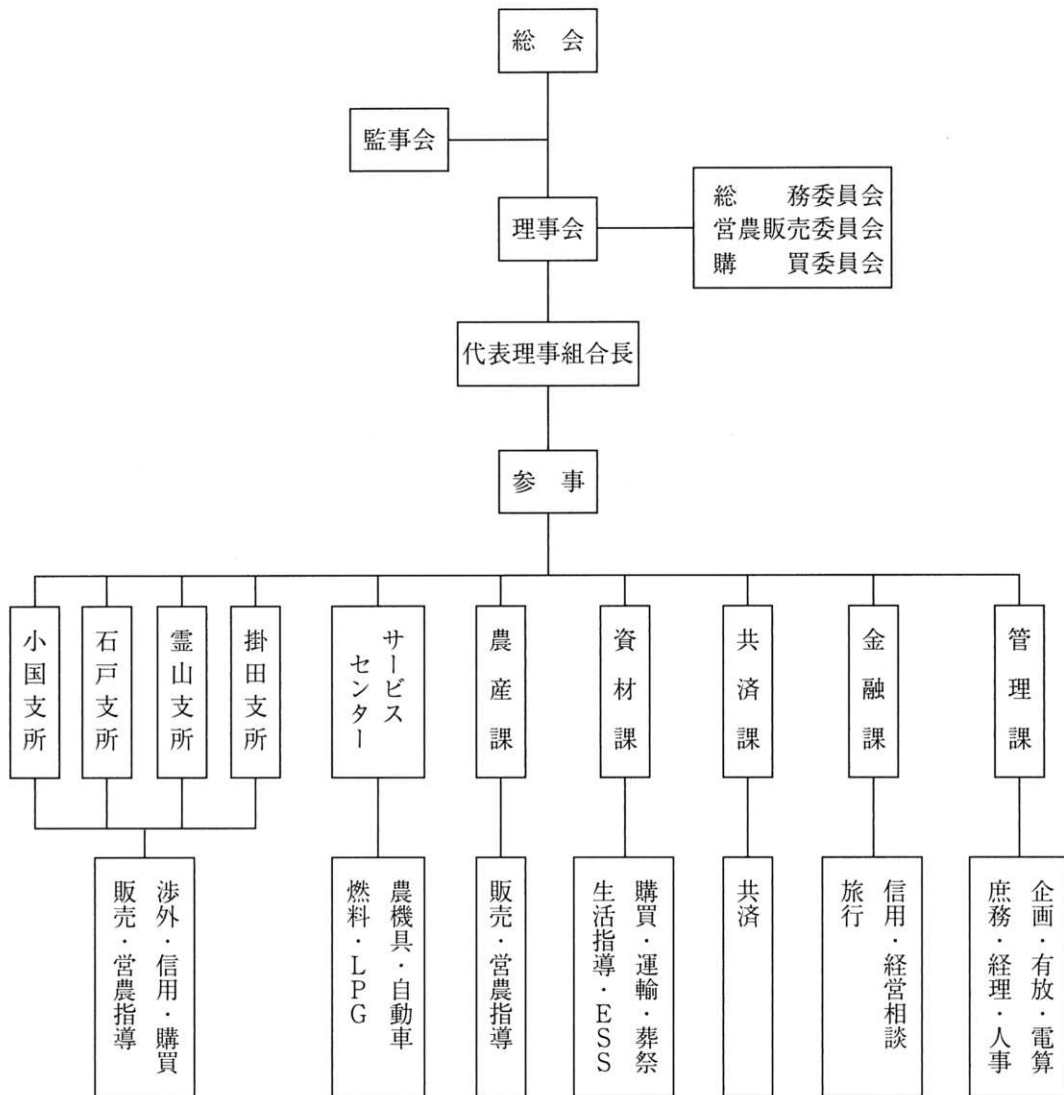 総　会
監事会
理事会
総　　務委員会
営農販売委員会
購　　買委員会
代表理事組合長
参　事
管理課
金融課
共済課
資材課
農産課
サービス
センター
掛田支所
霊山支所
石戸支所
小国支所
企画・有放・電算
庶務・経理・人事
信用・経営相談
旅行
共済
購買・運輸・葬祭
生活指導・ESS
販売・営農指導
農機具・自動車
燃料・LPG
渉外・信用・購買
販売・営農指導